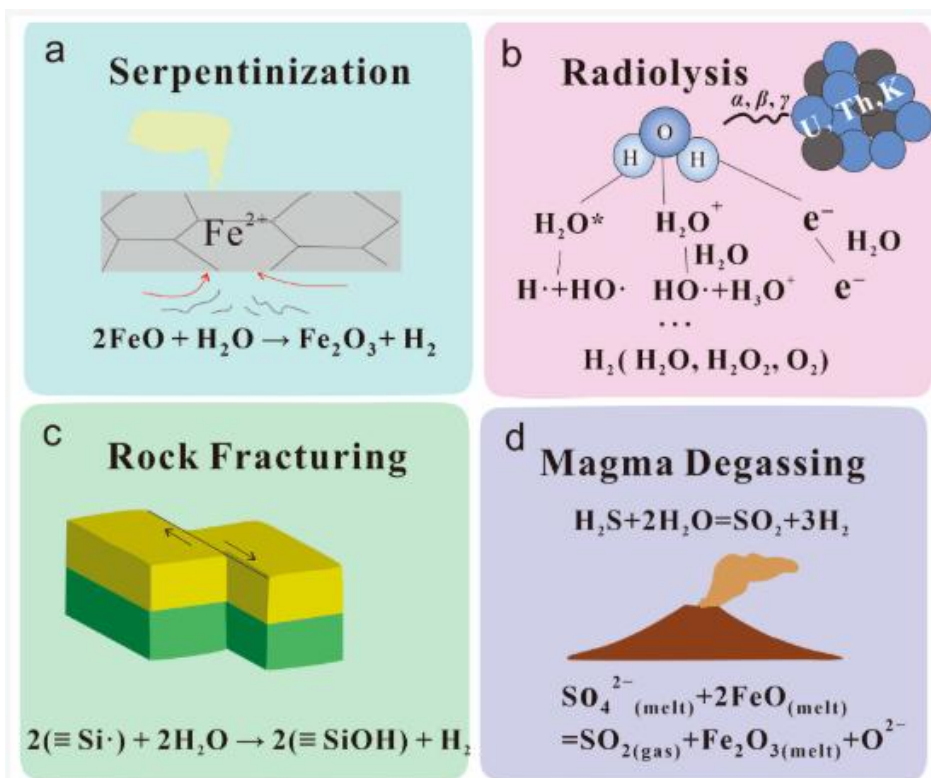 a
Serpentinization
Fe²⁺
2FeO + H₂O → Fe₂O₃ + H₂
b
Radiolysis
α, β, γ
U, Th, K
O
H H
H₂O* H₂O⁺ e⁻
H₂O H₂O
H·+HO· HO·+H₃O⁺ e⁻
...
H₂ ( H₂O, H₂O₂, O₂)
c
Rock Fracturing
2(≡ Si·) + 2H₂O → 2(≡ SiOH) + H₂
d
Magma Degassing
H₂S+2H₂O=SO₂+3H₂
So₄²⁻(melt)+2FeO(melt)
=SO₂(gas)+Fe₂O₃(melt)+O²⁻